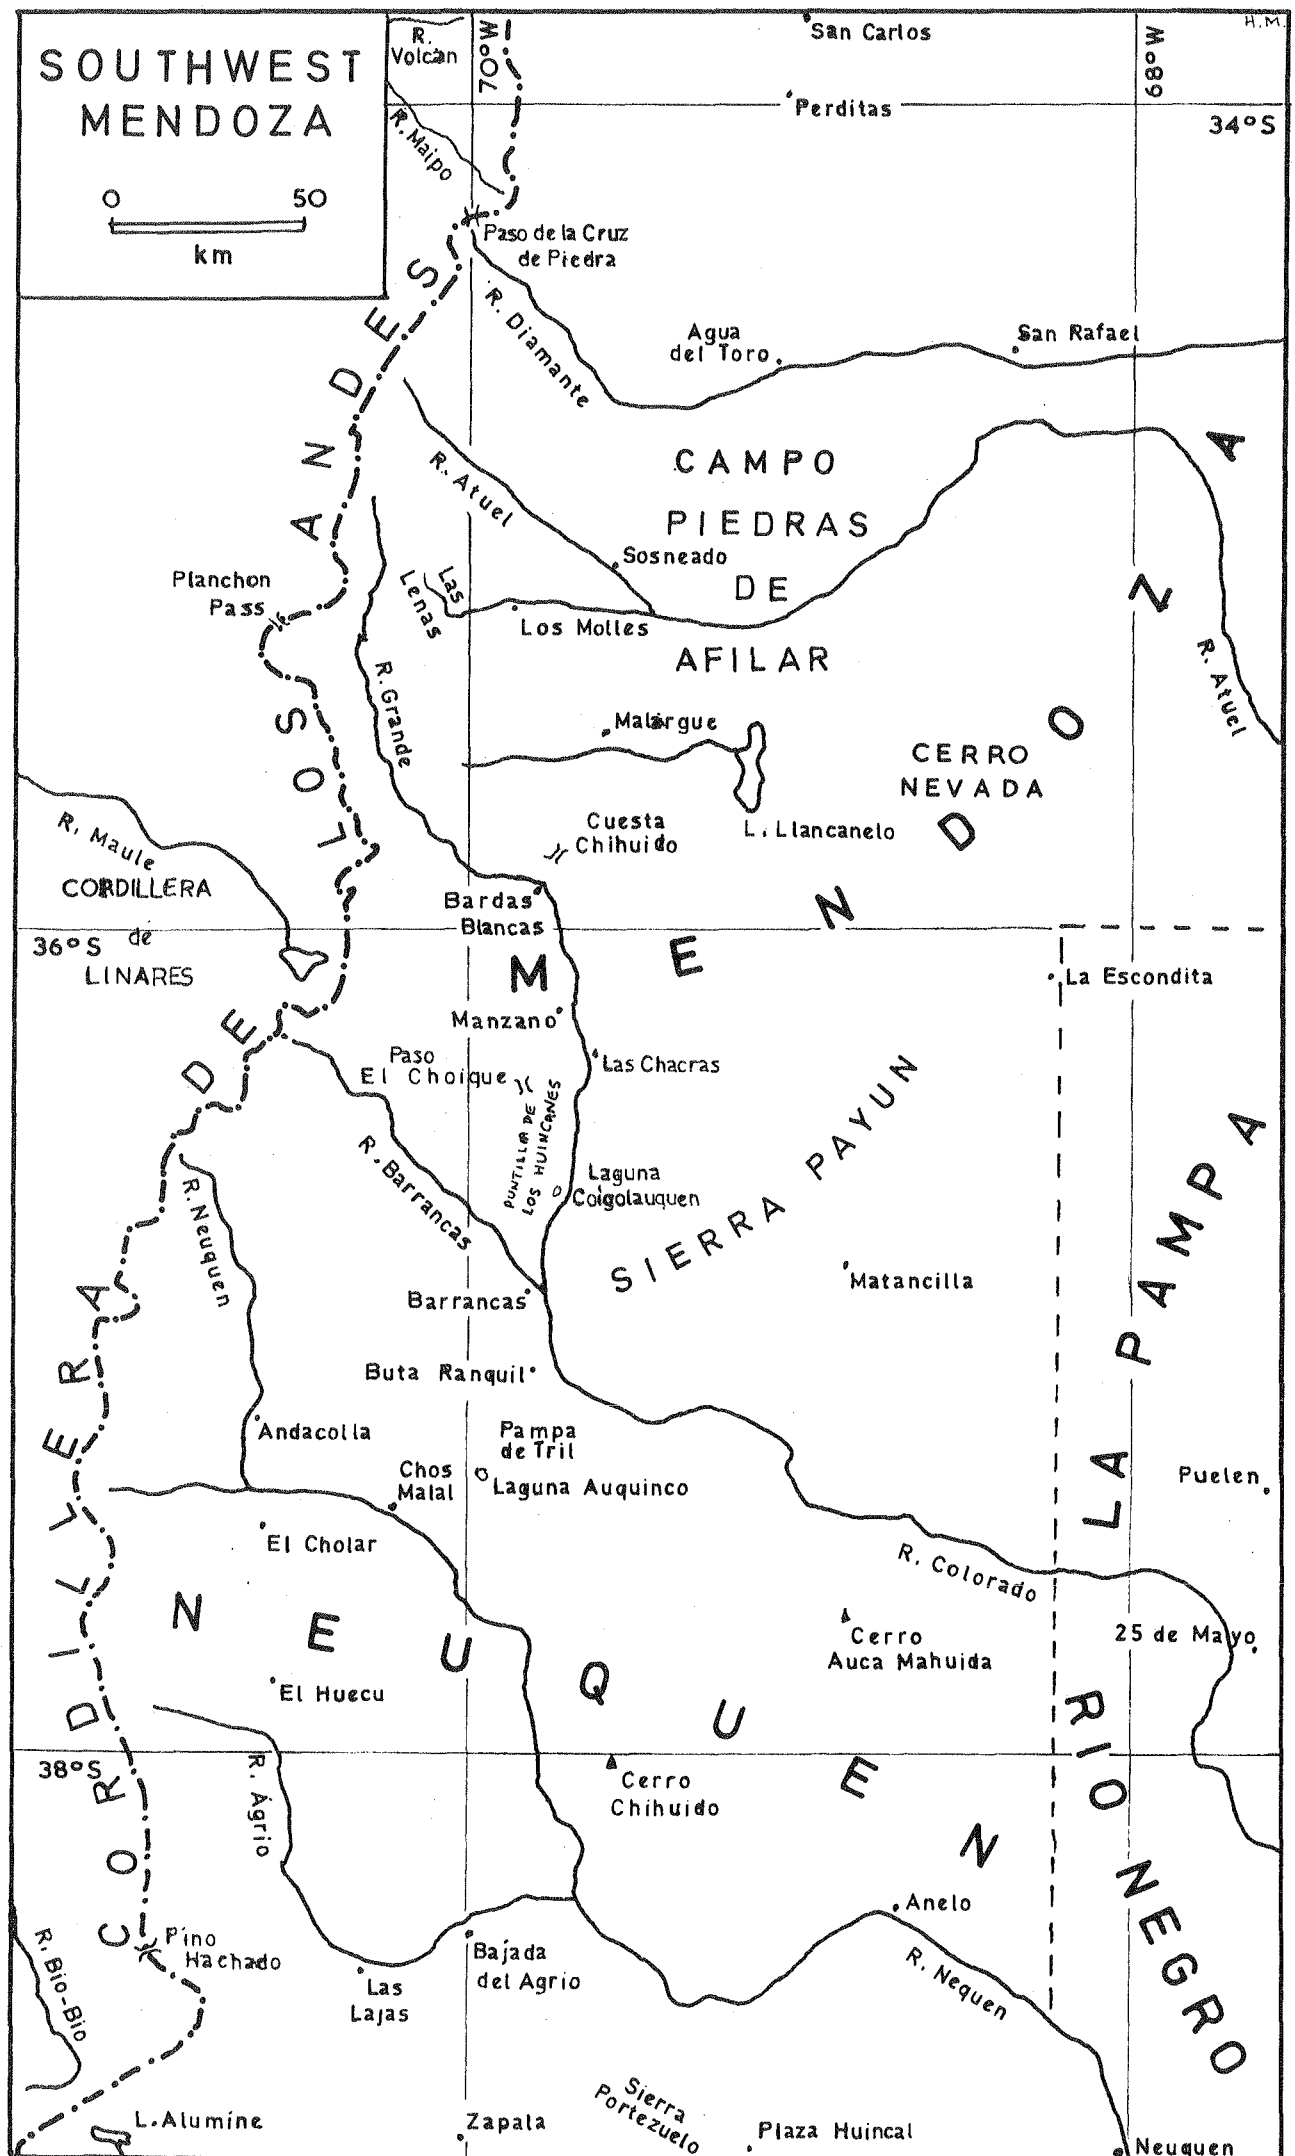 SOUTHWEST
MENDOZA
0 50
km
H.M.
R.
Volcán
70°W
San Carlos
68°W
Perditas
34°S
R. Maipo
Paso de la Cruz
de Piedra
R. Diamante
Agua
del Toro
San Rafael
CAMPO
PIEDRAS
DE
AFILAR
R. Atuel
Sosneado
Planchon
Pass
Las
Lenas
Los Molles
R. Grande
R. Atuel
Malargue
CERRO
NEVADA
L. Llancanelo
Cuesta
Chihuido
R. Maule
CORDILLERA
de
LINARES
36°S
Bardas
Blancas
MENDOZA
La Escondita
Manzano
Paso
El Choique
Las Chacras
PUNTILLA DE
LOS HUINCANES
R. Barrancas
Laguna
Coigolauquen
SIERRA PAYUN
R. Neuquen
Matancilla
Barrancas
Buta Ranquil
LA PAMPA
Andacolla
Pampa
de Tril
Chos
Malal
Laguna Auquinco
Puelen
El Cholar
R. Colorado
CORDILLERA DE LOS ANDES
NEUQUEN
Cerro
Auca Mahuida
25 de Mayo
El Huecu
RIO NEGRO
38°S
R. Agrio
Cerro
Chihuido
Anelo
Pino
Hachado
Bajada
del Agrio
R. Nequen
R. Bio-Bio
Las
Lajas
L. Alumine
Zapala
Sierra
Portezuelo
Plaza Huincal
Neuquen